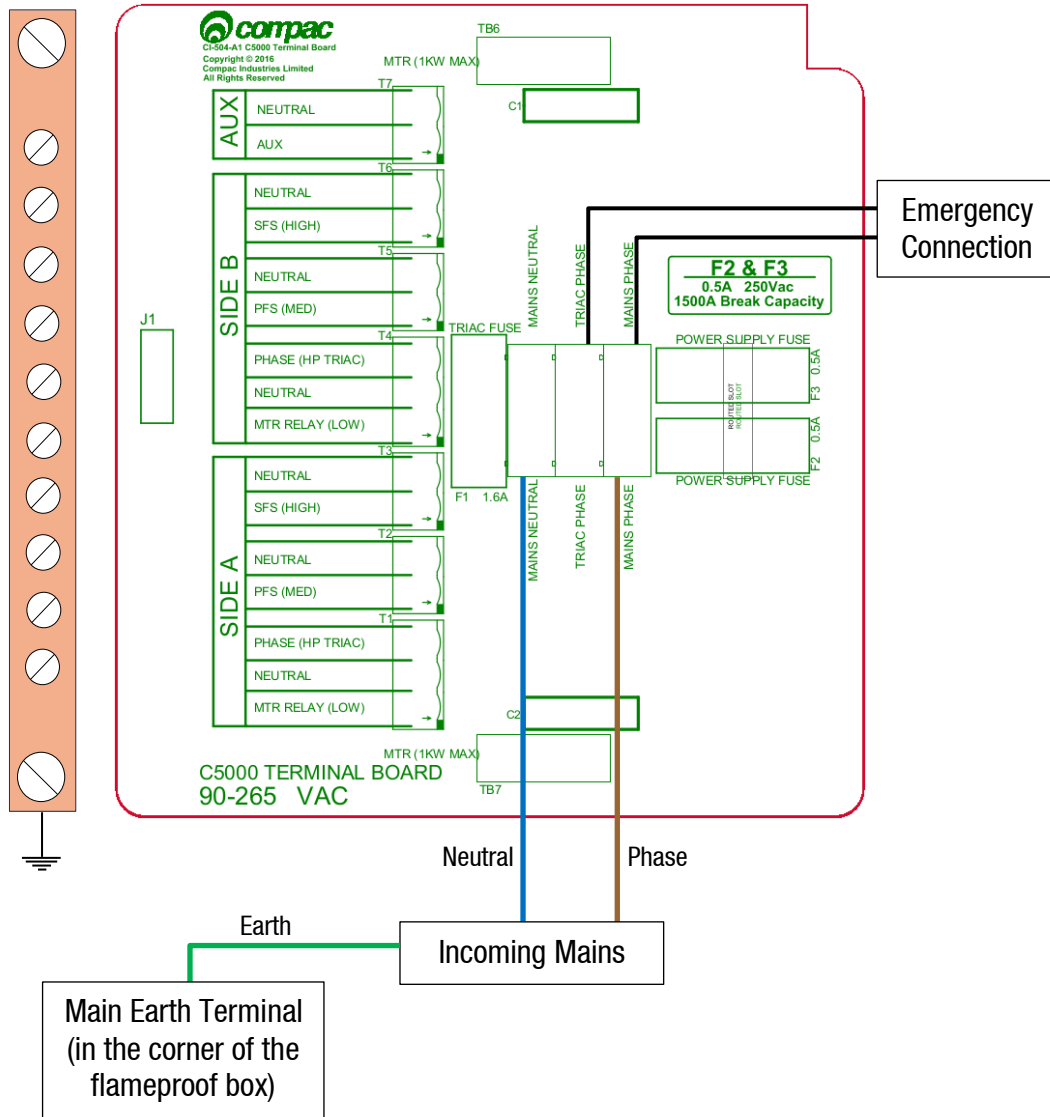 compac
CI-504-A1 C5000 Terminal Board
Copyright © 2016
Compac Industries Limited
All Rights Reserved
TB6
MTR (1KW MAX)
C1
T7
AUX
NEUTRAL
AUX
T6
SIDE B
NEUTRAL
SFS (HIGH)
T5
NEUTRAL
PFS (MED)
T4
PHASE (HP TRIAC)
NEUTRAL
MTR RELAY (LOW)
T3
SIDE A
NEUTRAL
SFS (HIGH)
T2
NEUTRAL
PFS (MED)
T1
PHASE (HP TRIAC)
NEUTRAL
MTR RELAY (LOW)
J1
TRIAC FUSE
F1 1.6A
MAINS NEUTRAL
TRIAC PHASE
MAINS PHASE
Emergency
Connection
F2 & F3
0.5A 250Vac
1500A Break Capacity
POWER SUPPLY FUSE
F3 0.5A
ROUTED SLOT
ROUTED SLOT
F2 0.5A
POWER SUPPLY FUSE
MAINS NEUTRAL
TRIAC PHASE
MAINS PHASE
C2
MTR (1KW MAX)
TB7
C5000 TERMINAL BOARD
90-265 VAC
Neutral
Phase
Earth
Incoming Mains
Main Earth Terminal
(in the corner of the
flameproof box)